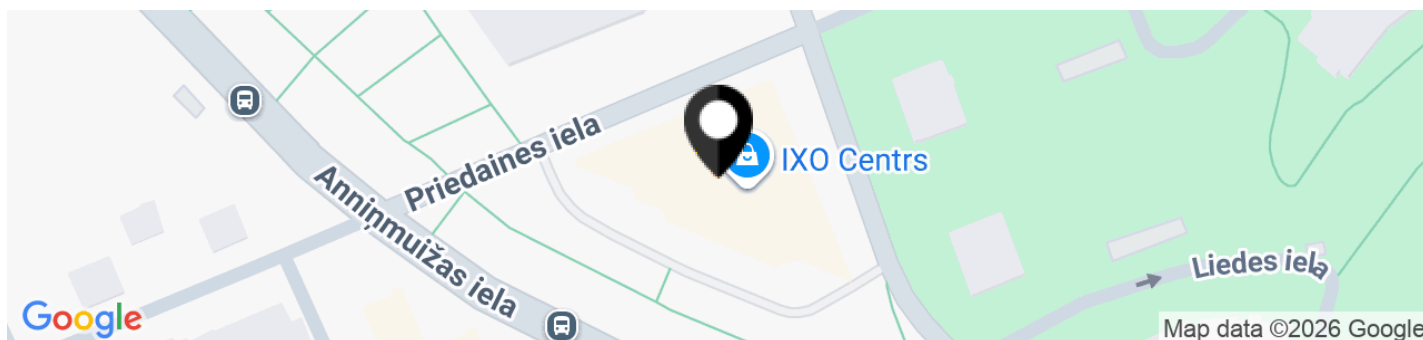 Priedaines iela
IXO Centrs
Anniņmuižas iela
Liedes iela
Google
Map data ©2026 Google